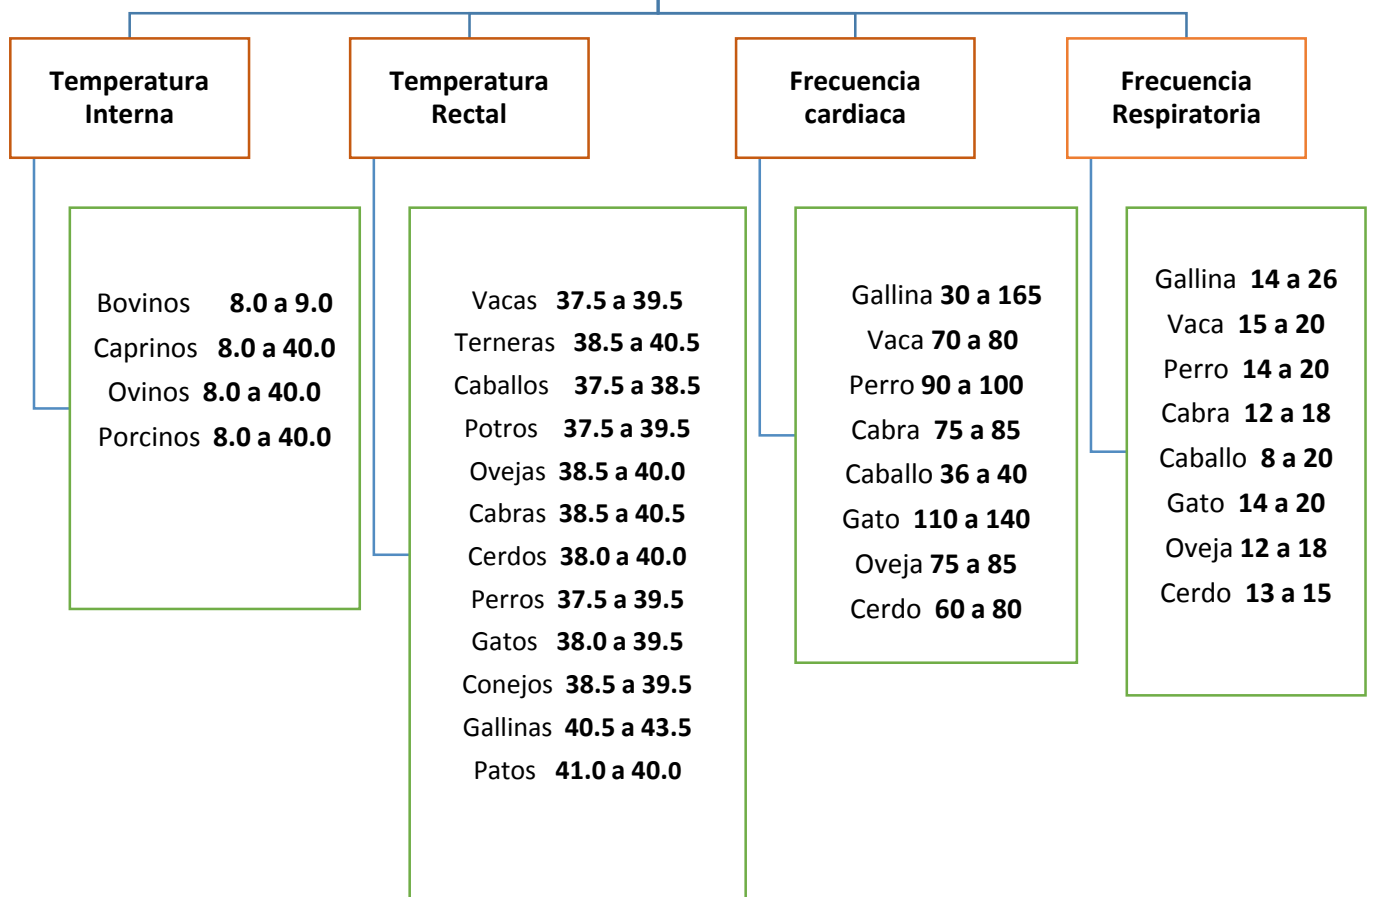 Temperatura
Interna
Temperatura
Rectal
Frecuencia
cardiaca
Frecuencia
Respiratoria
Bovinos 8.0 a 9.0
Caprinos 8.0 a 40.0
Ovinos 8.0 a 40.0
Porcinos 8.0 a 40.0
Vacas 37.5 a 39.5
Terneras 38.5 a 40.5
Caballos 37.5 a 38.5
Potros 37.5 a 39.5
Ovejas 38.5 a 40.0
Cabras 38.5 a 40.5
Cerdos 38.0 a 40.0
Perros 37.5 a 39.5
Gatos 38.0 a 39.5
Conejos 38.5 a 39.5
Gallinas 40.5 a 43.5
Patos 41.0 a 40.0
Gallina 30 a 165
Vaca 70 a 80
Perro 90 a 100
Cabra 75 a 85
Caballo 36 a 40
Gato 110 a 140
Oveja 75 a 85
Cerdo 60 a 80
Gallina 14 a 26
Vaca 15 a 20
Perro 14 a 20
Cabra 12 a 18
Caballo 8 a 20
Gato 14 a 20
Oveja 12 a 18
Cerdo 13 a 15